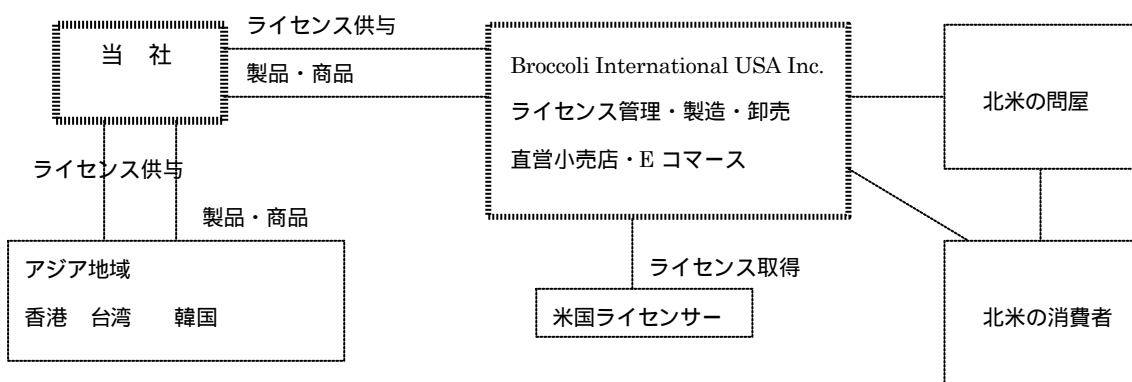 ライセンス供与
当 社
製品・商品
Broccoli International USA Inc.
ライセンス管理・製造・卸売
直営小売店・E コマース
北米の問屋
ライセンス供与
製品・商品
アジア地域
香港 台湾 韓国
ライセンス取得
米国ライセンサー
北米の消費者